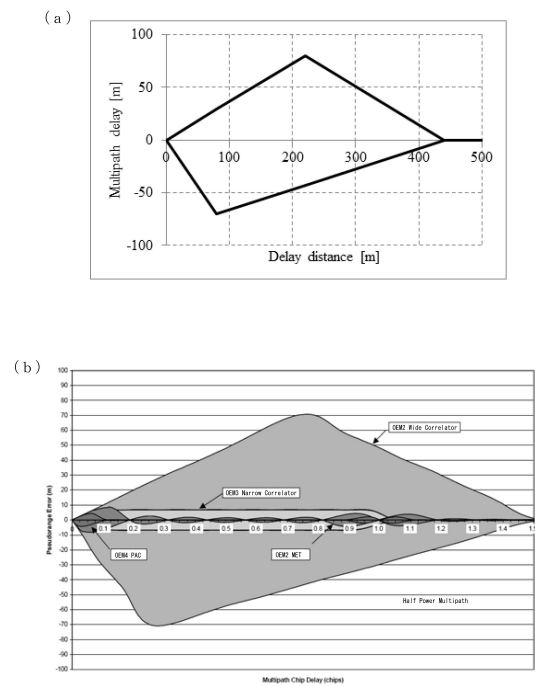 (a)
100
50
0
-50
-100
Multipath delay [m]
0 100 200 300 400 500
Delay distance [m]
(b)
100
90
80
70
60
50
40
30
20
10
0
-10
-20
-30
-40
-50
-60
-70
-80
-90
-100
Pseudorange Error (m)
OEM2 Wide Correlator
OEM3 Narrow Correlator
0 0.1 0.2 0.3 0.4 0.5 0.6 0.7 0.8 0.9 1.0 1.1 1.2 1.3 1.4 1.5
OEM4 PAC
OEM2 MET
Half Power Multipath
Multipath Chip Delay (chips)